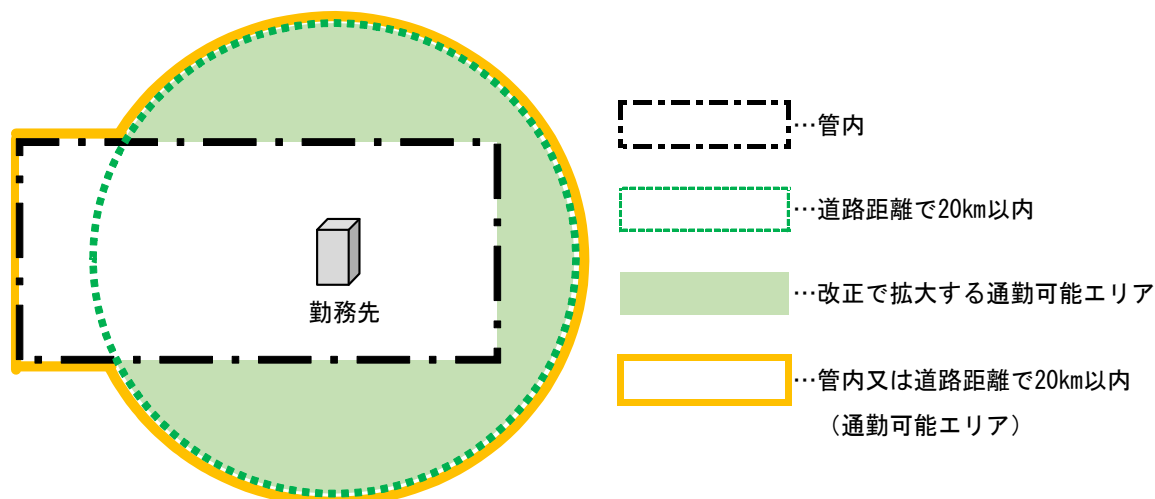 勤務先
…管内
…道路距離で20km以内
…改正で拡大する通勤可能エリア
…管内又は道路距離で20km以内
（通勤可能エリア）